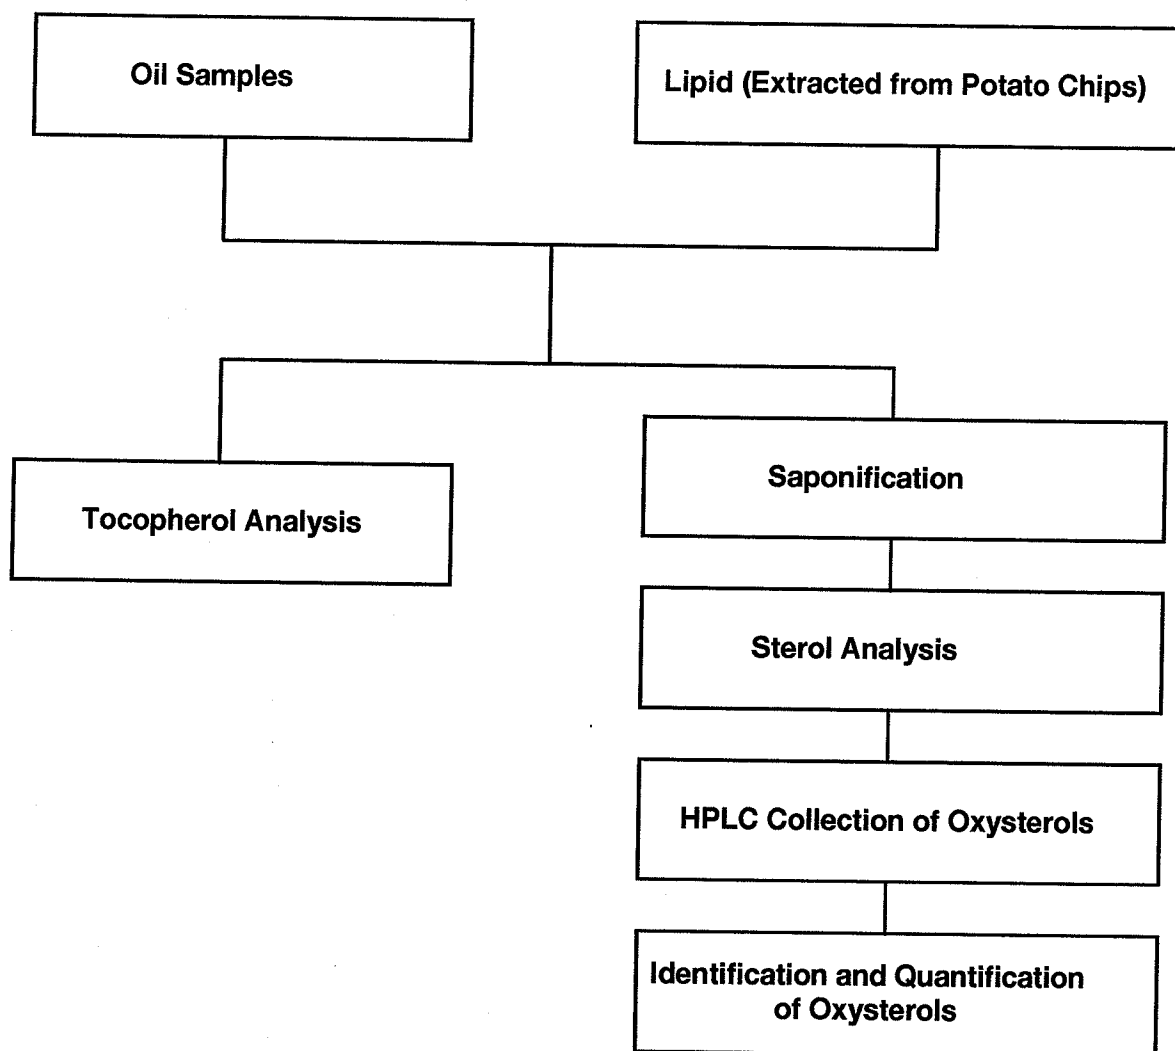 Oil Samples
Lipid (Extracted from Potato Chips)
Tocopherol Analysis
Saponification
Sterol Analysis
HPLC Collection of Oxysterols
Identification and Quantification
of Oxysterols